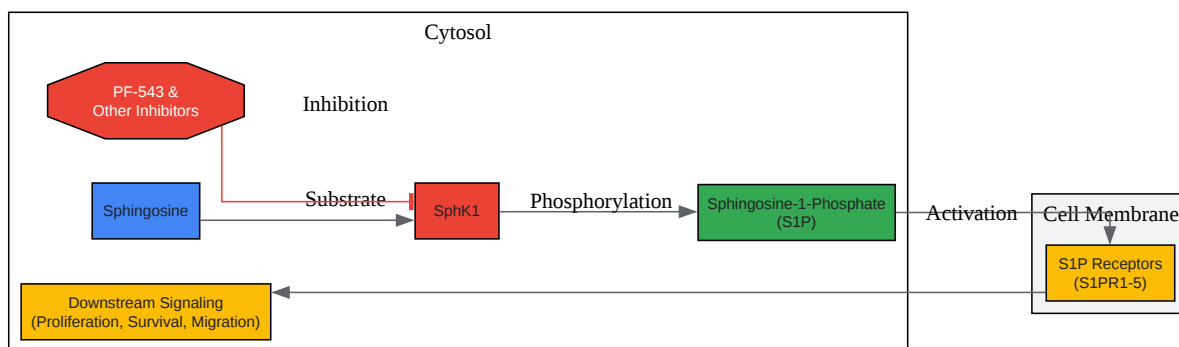 Cytosol
PF-543 &
Other Inhibitors
Inhibition
Sphingosine
Substrate
SphK1
Phosphorylation
Sphingosine-1-Phosphate
(S1P)
Activation
Cell Membrane
S1P Receptors
(S1PR1-5)
Downstream Signaling
(Proliferation, Survival, Migration)